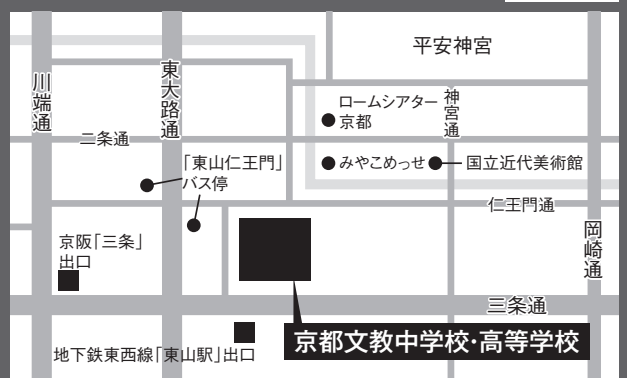 平安神宮
川端通
東大路通
ロームシアター
京都
神宮通
二条通
「東山仁王門」
バス停
みやこめっせ
国立近代美術館
仁王門通
岡崎通
京阪「三条」
出口
三条通
京都文教中学校・高等学校
地下鉄東西線「東山駅」出口